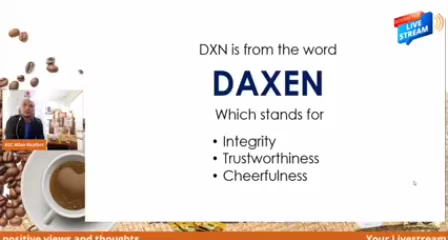 DXN is from the word
DAXEN
Which stands for
• Integrity
• Trustworthiness
• Cheerfulness
LIVE
STREAM
positive views and thoughts
Your Livestream